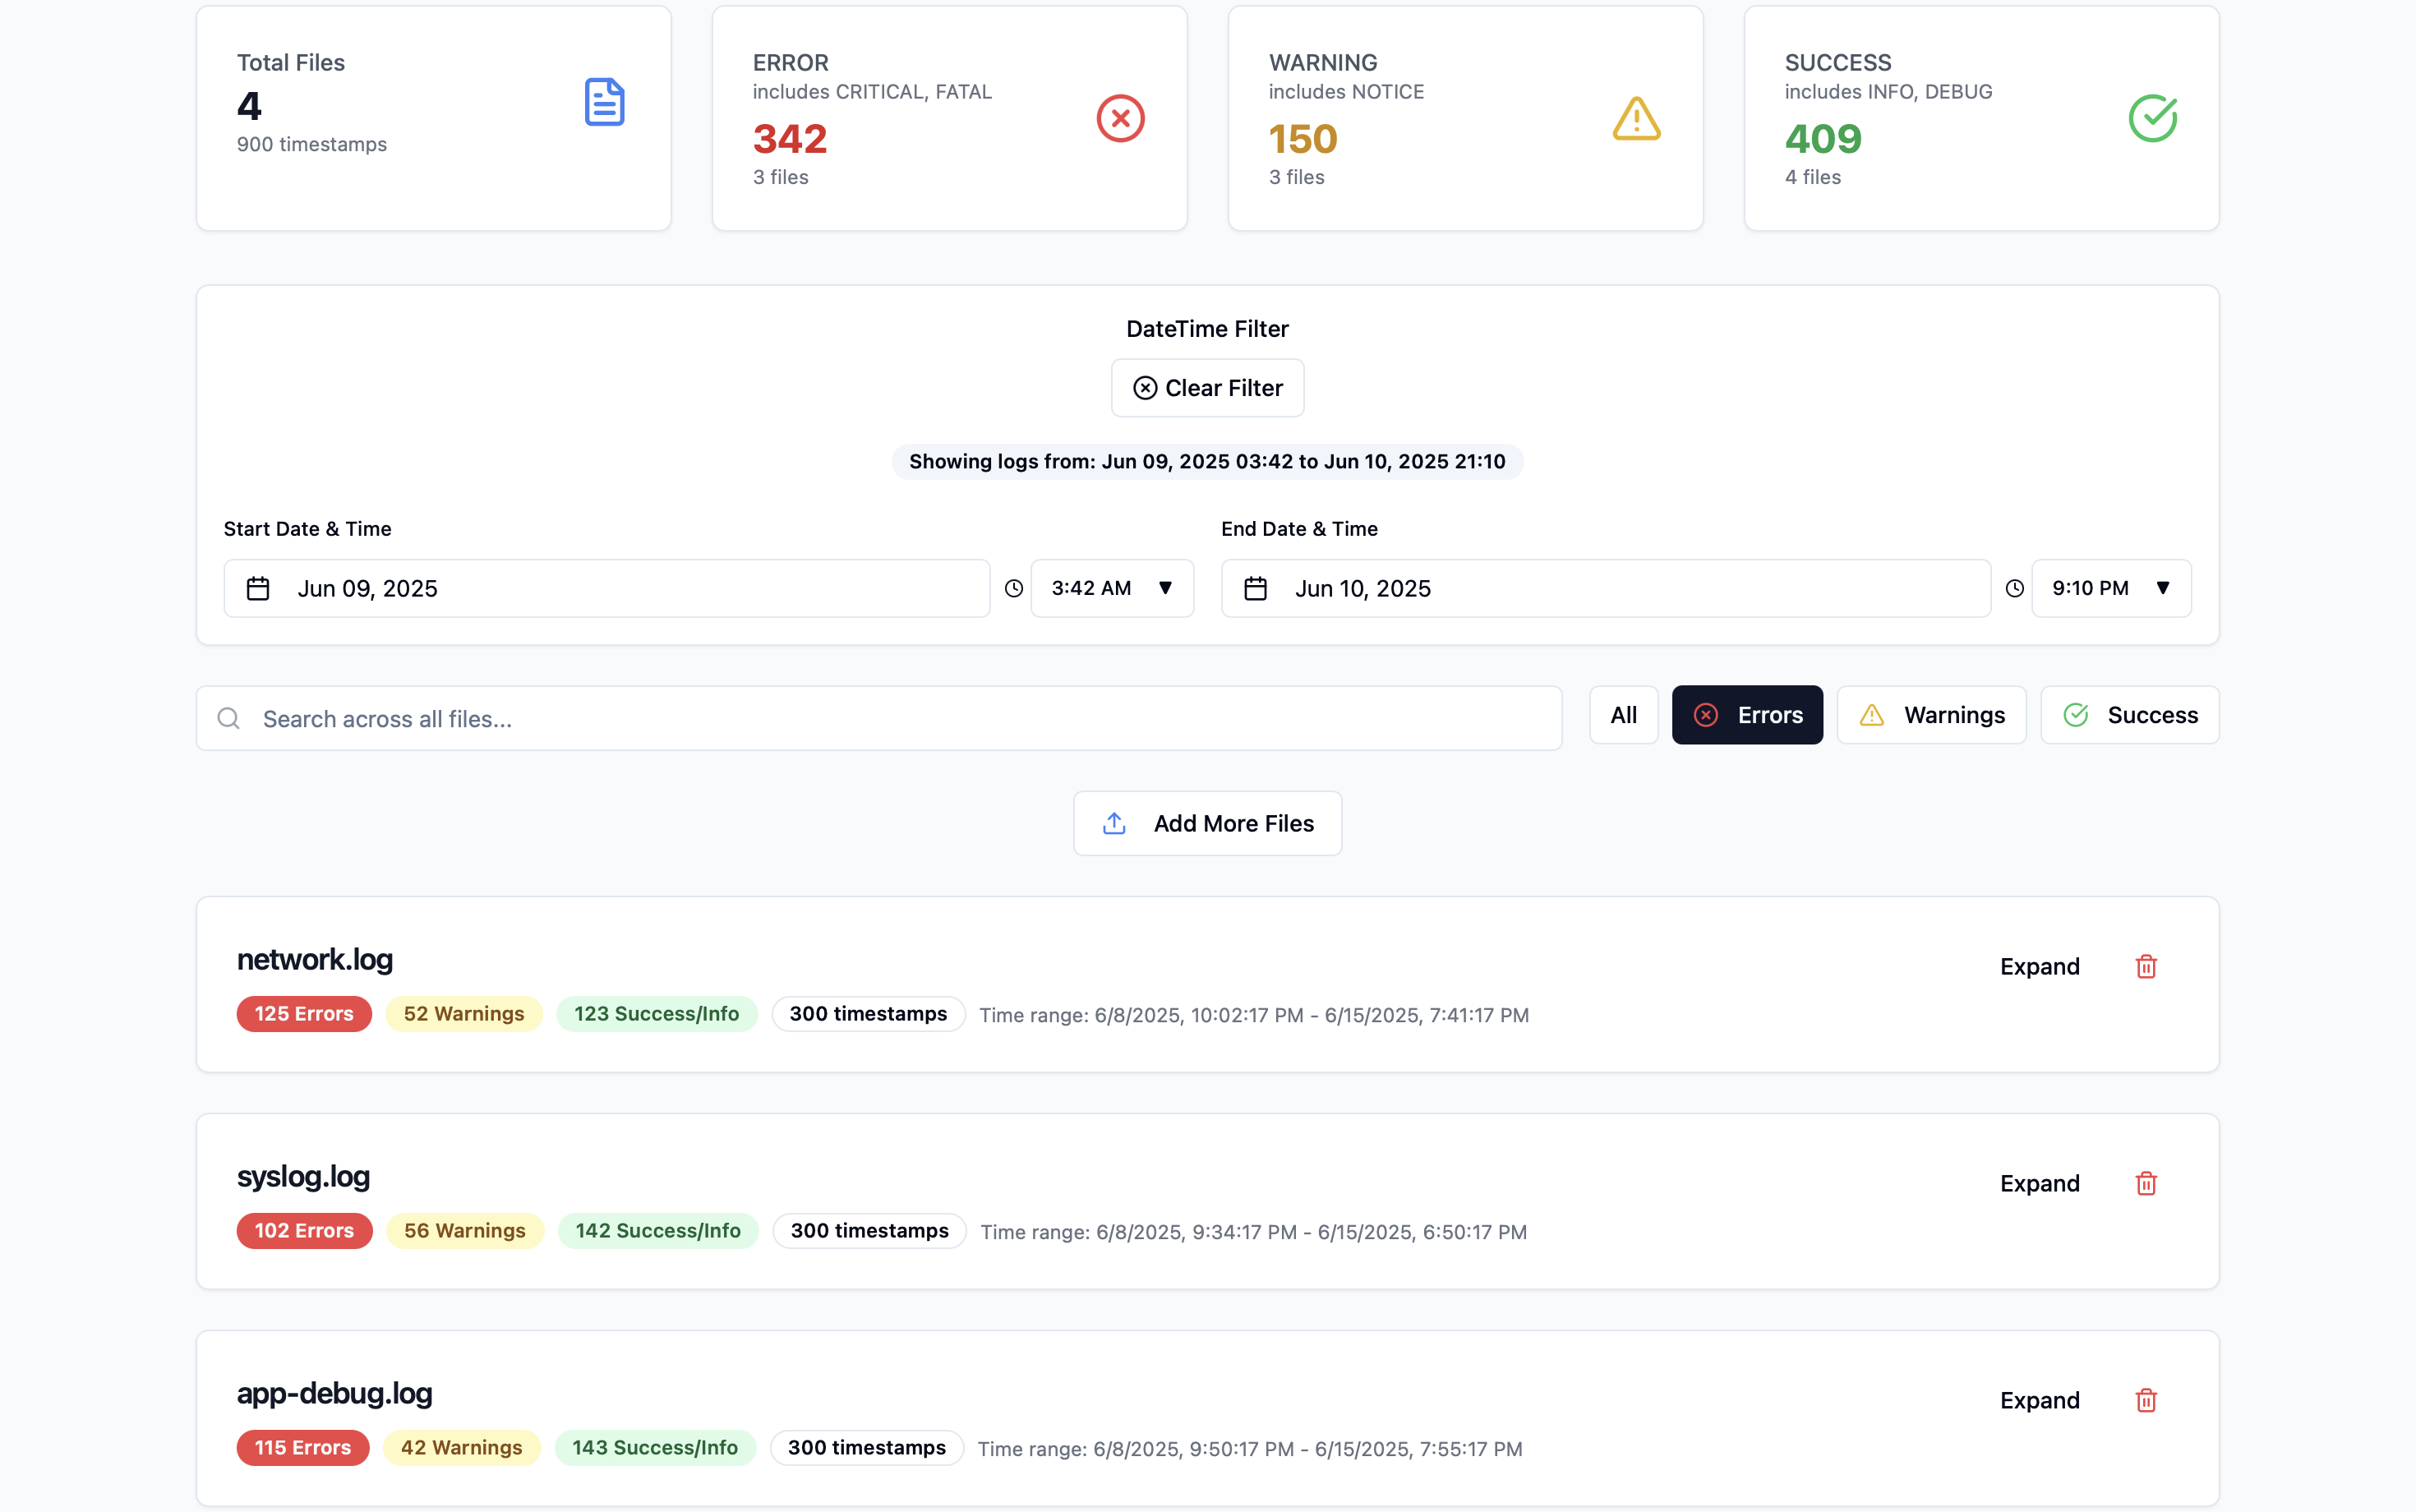 Total Files
4
900 timestamps
ERROR
includes CRITICAL, FATAL
342
3 files
WARNING
includes NOTICE
150
3 files
SUCCESS
includes INFO, DEBUG
409
4 files
DateTime Filter
Clear Filter
Showing logs from: Jun 09, 2025 03:42 to Jun 10, 2025 21:10
Start Date & Time
Jun 09, 2025
3:42 AM ▼
End Date & Time
Jun 10, 2025
9:10 PM ▼
Search across all files...
All
Errors
Warnings
Success
Add More Files
network.log
Expand
125 Errors 52 Warnings 123 Success/Info 300 timestamps Time range: 6/8/2025, 10:02:17 PM - 6/15/2025, 7:41:17 PM
syslog.log
Expand
102 Errors 56 Warnings 142 Success/Info 300 timestamps Time range: 6/8/2025, 9:34:17 PM - 6/15/2025, 6:50:17 PM
app-debug.log
Expand
115 Errors 42 Warnings 143 Success/Info 300 timestamps Time range: 6/8/2025, 9:50:17 PM - 6/15/2025, 7:55:17 PM